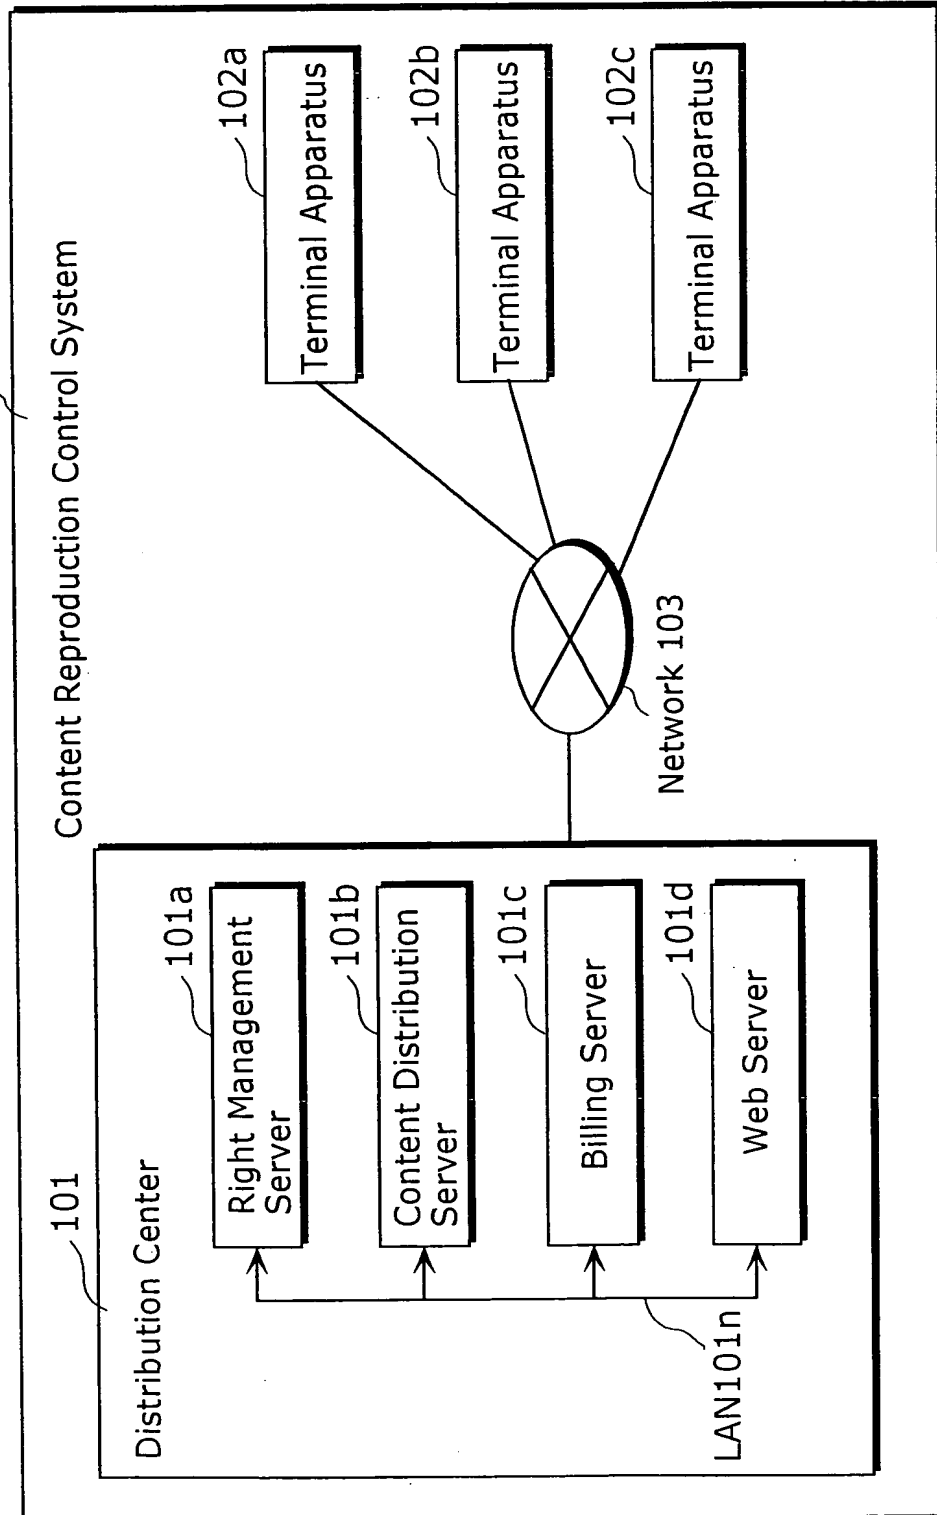 Content Reproduction Control System
101
Distribution Center
101a
Right Management
Server
101b
Content Distribution
Server
101c
Billing Server
101d
Web Server
LAN101n
Network 103
102a
Terminal Apparatus
102b
Terminal Apparatus
102c
Terminal Apparatus